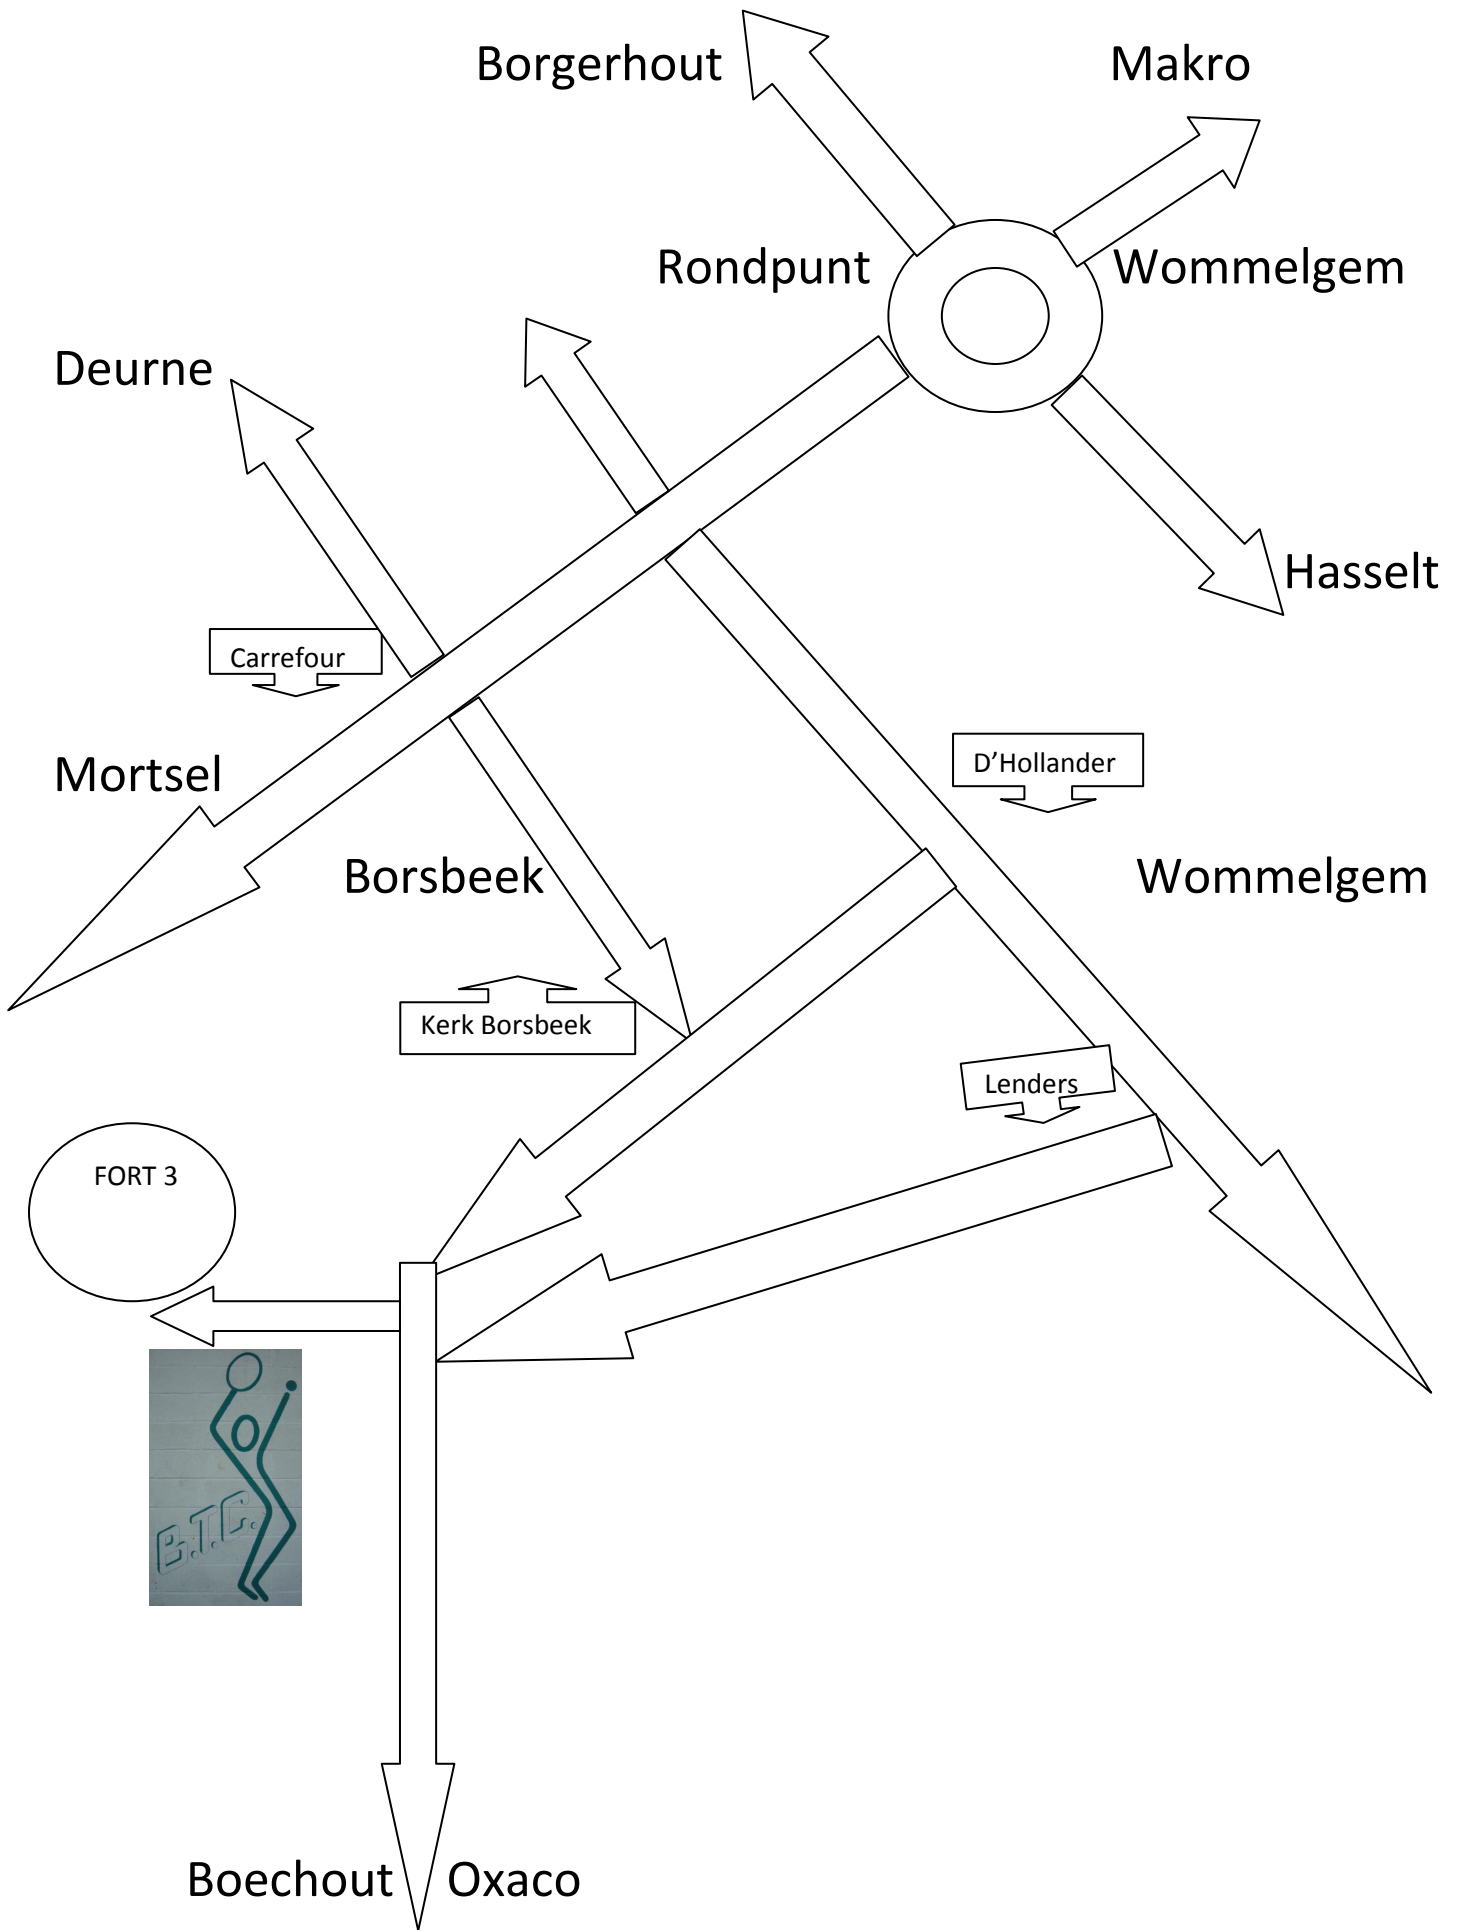 Borgerhout
Makro
Rondpunt
Wommelgem
Deurne
Hasselt
Carrefour
Mortsel
D’Hollander
Borsbeek
Wommelgem
Kerk Borsbeek
Lenders
FORT 3
B.T.C.
Boechout
Oxaco